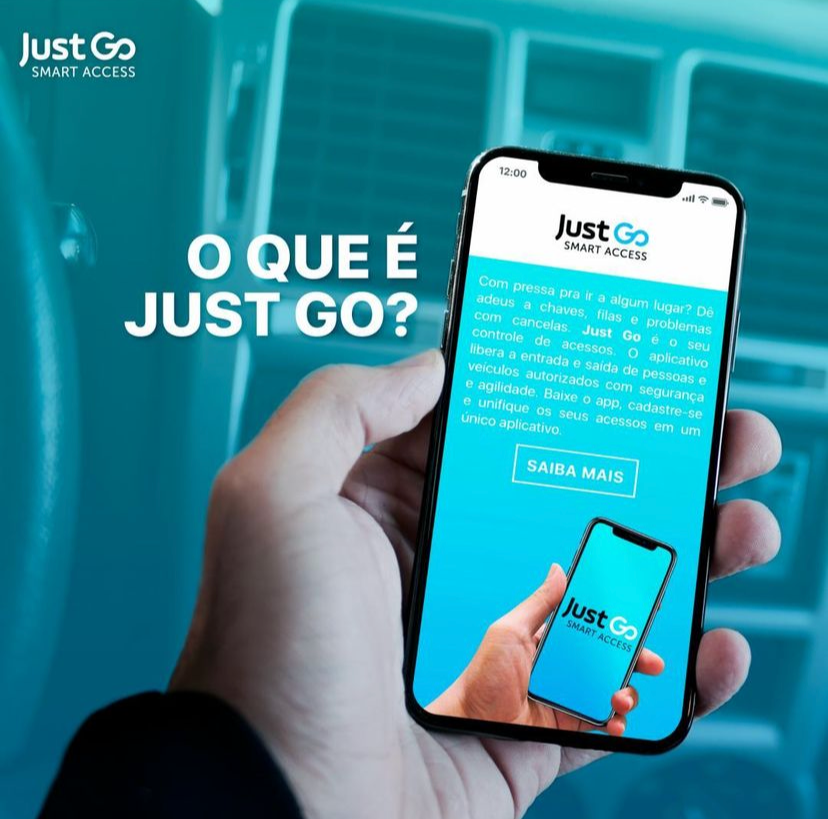 Just Go
SMART ACCESS
O QUE É
JUST GO?
12:00
Just Go
SMART ACCESS
Com pressa pra ir a algum lugar? Dê
adeus a chaves, filas e problemas
com cancelas. Just Go é o seu
controle de acessos. O aplicativo
libera a entrada e saída de pessoas e
veículos autorizados com segurança
e agilidade. Baixe o app, cadastre-se
e unifique os seus acessos em um
único aplicativo.
SAIBA MAIS
Just Go
SMART ACCESS